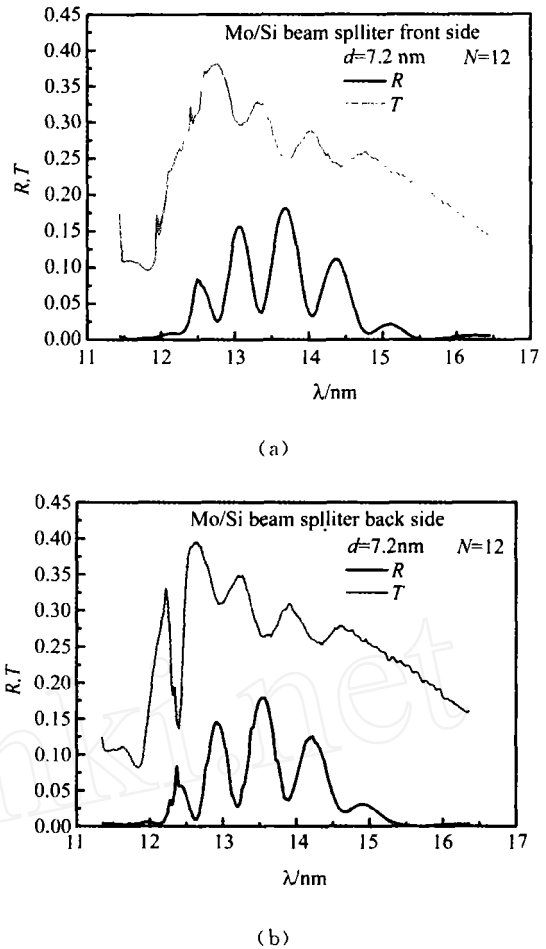 0.45
0.40
0.35
0.30
0.25
0.20
0.15
0.10
0.05
0.00
R,T
Mo/Si beam splliter front side
d=7.2 nm N=12
R
T
11 12 13 14 15 16 17
λ/nm
(a)
0.45
0.40
0.35
0.30
0.25
0.20
0.15
0.10
0.05
0.00
R,T
Mo/Si beam splliter back side
d=7.2nm N=12
R
T
11 12 13 14 15 16 17
λ/nm
(b)
nki.net